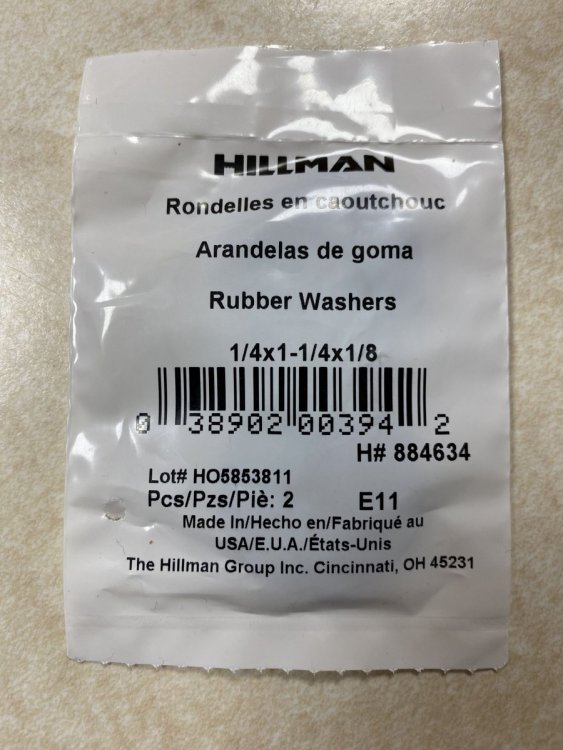 HILLMAN
Rondelles en caoutchouc
Arandelas de goma
Rubber Washers
1/4x1-1/4x1/8
0 38902 00394 2
H# 884634
Lot# HO5853811
Pcs/Pzs/Piè: 2 E11
Made In/Hecho en/Fabriqué au
USA/E.U.A./États-Unis
The Hillman Group Inc. Cincinnati, OH 45231